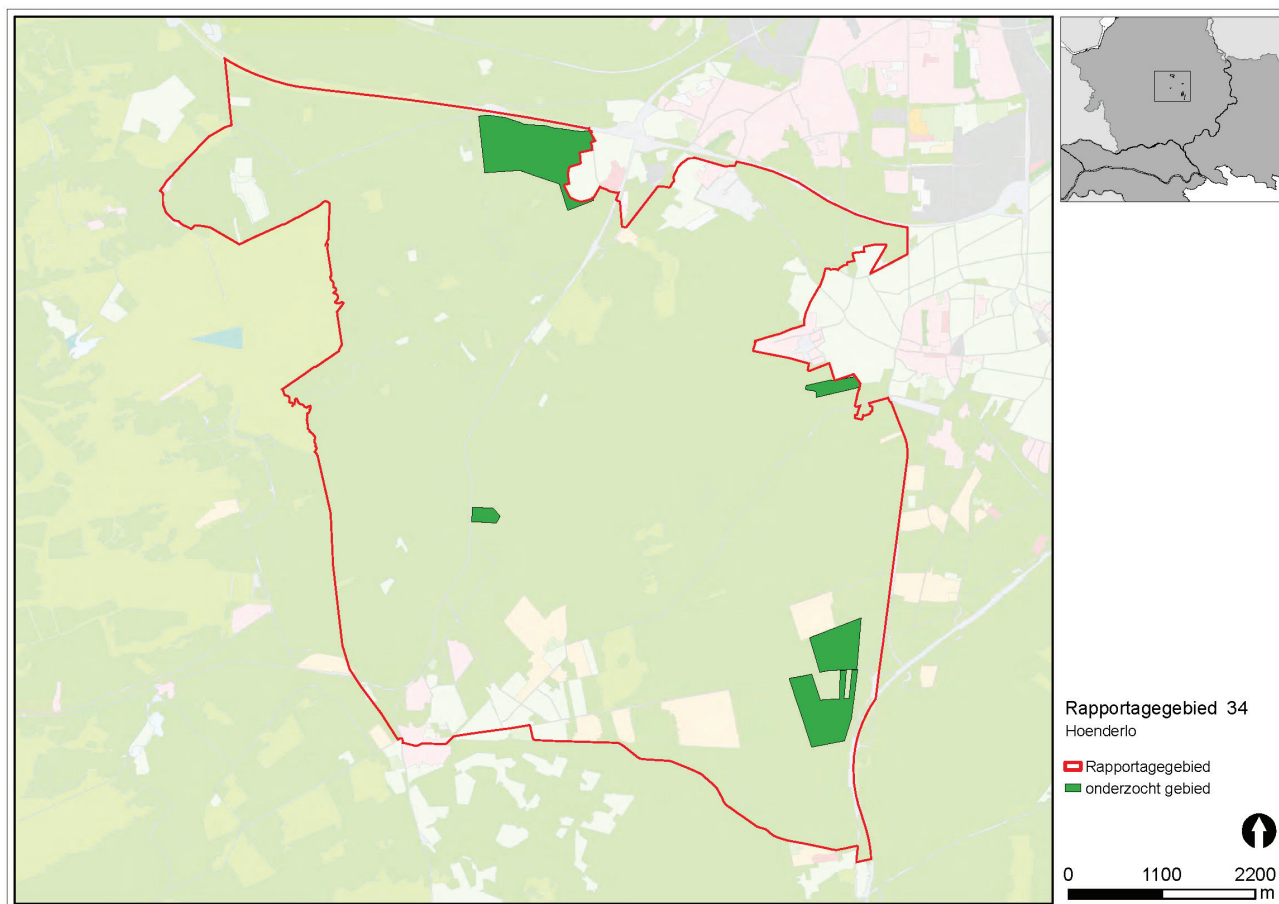 Rapportagegebied 34
Hoenderlo
Rapportagegebied
onderzocht gebied
0 1100 2200
m